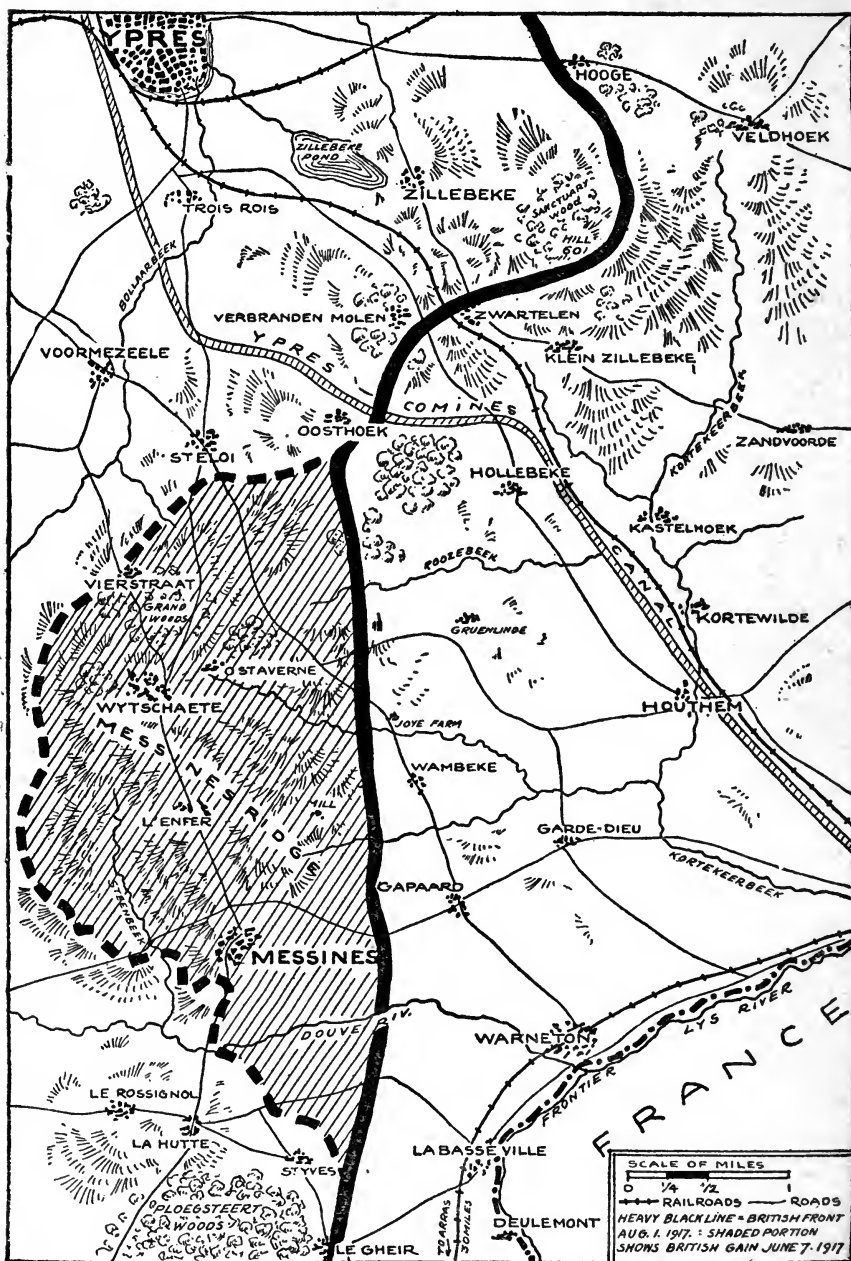 YPRES
HOOGE
VELDHOEK
ZILLEBEKE
POND
ZILLEBEKE
SANCTUARY
WOOD
HILL
60
TROIS ROIS
BOLLAARBEEK
VERBRANDEN MOLEN
ZWARTELEN
YPRES
COMINES
CANAL
KLEIN ZILLEBEKE
VOORMEZEELE
KORTEKEERBEEK
OOSTHOEK
ZANDVOORDE
STELOI
HOLLEBEKE
KASTELHOEK
ROOZEBEEK
VIERSTRAAT
GRAND
WOODS
GRUENLINDE
KORTEWILDE
OSTAVERNE
WYTSCHAETE
HOUTHEM
JOYE FARM
MESSINES RIDGE
WAMBEKE
MILL
L'ENFER
GARDE-DIEU
KORTEKEERBEEK
GAPAARD
STEENBEEK
MESSINES
LYS RIVER
DOUVE RIV.
WARNETON
FRONTIER
FRANCE
LE ROSSIGNOL
LA HUTTE
LA BASSE VILLE
ST YVES
PLOEGSTEERT
WOODS
LE GHEIR
TO ARRAS
30 MILES
DEULEMONT
SCALE OF MILES
0 1/4 1/2 1
RAILROADS ROADS
HEAVY BLACK LINE = BRITISH FRONT
AUG. 1. 1917. : SHADED PORTION
SHOWS BRITISH GAIN JUNE 7-1917